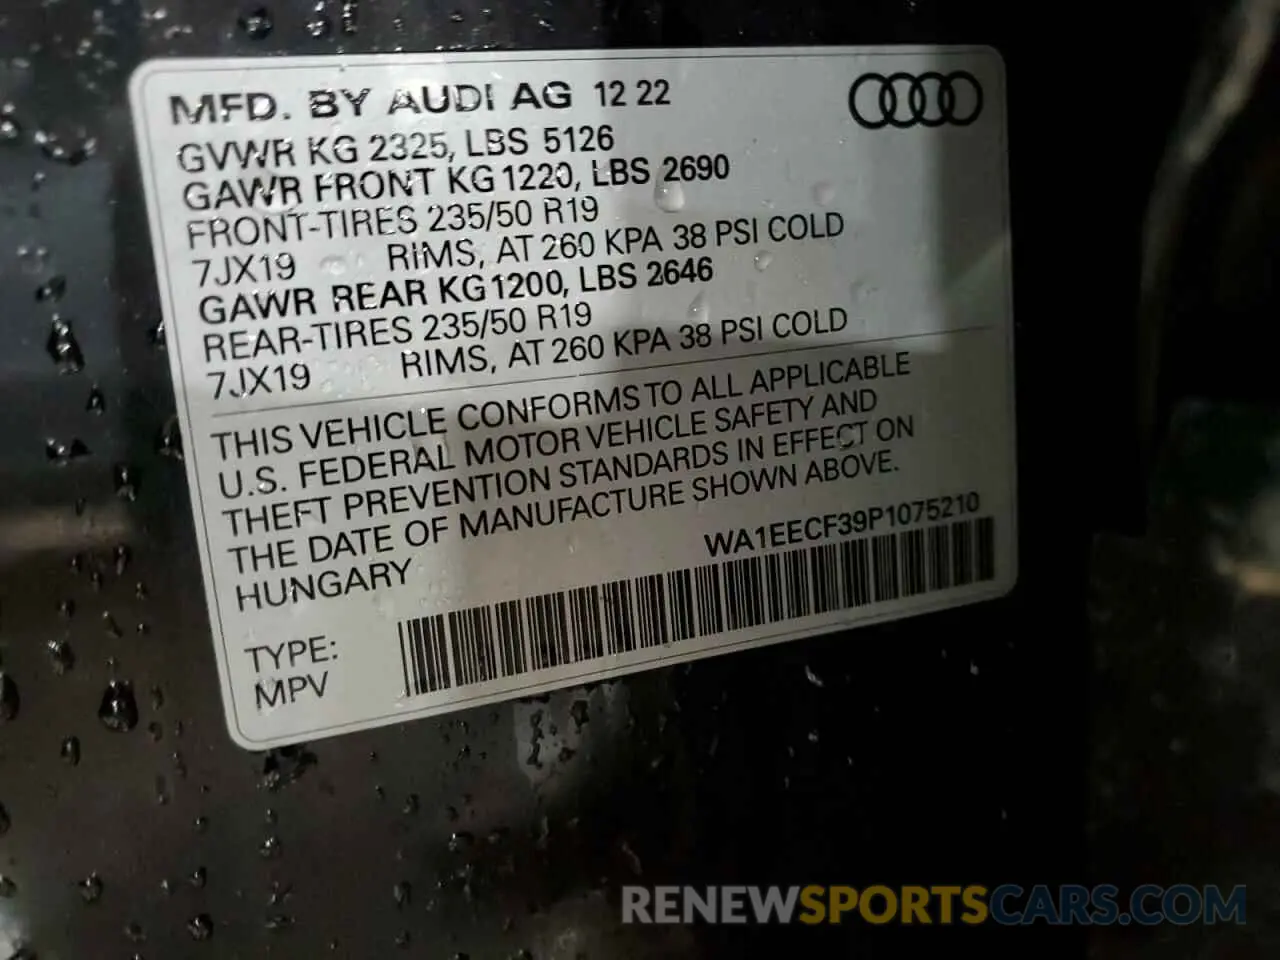 MFD. BY AUDI AG 12 22
GVWR KG 2325, LBS 5126
GAWR FRONT KG 1220, LBS 2690
FRONT-TIRES 235/50 R19
7JX19 RIMS, AT 260 KPA 38 PSI COLD
GAWR REAR KG 1200, LBS 2646
REAR-TIRES 235/50 R19
7JX19 RIMS, AT 260 KPA 38 PSI COLD
THIS VEHICLE CONFORMS TO ALL APPLICABLE
U.S. FEDERAL MOTOR VEHICLE SAFETY AND
THEFT PREVENTION STANDARDS IN EFFECT ON
THE DATE OF MANUFACTURE SHOWN ABOVE.
HUNGARY
WA1EECF39P1075210
TYPE:
MPV
RENEWSPORTSCARS.COM